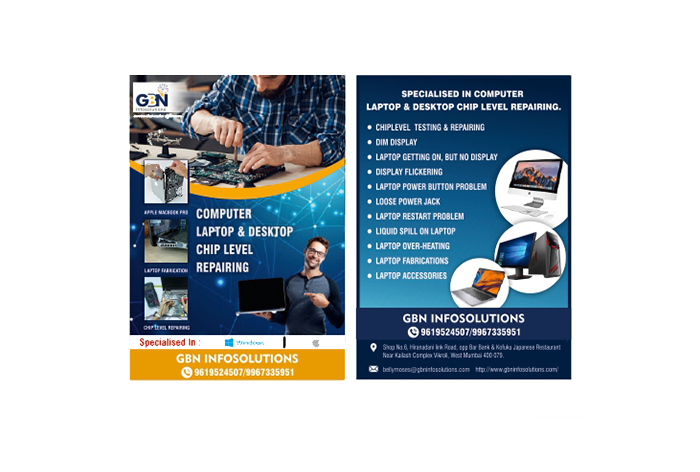 GBN
Infosolutions
APPLE MACBOOK PRO
LAPTOP FABRICATION
CHIP LEVEL REPAIRING
COMPUTER
LAPTOP & DESKTOP
CHIP LEVEL
REPAIRING
Specialised In :
Windows
GBN INFOSOLUTIONS
9619524507/9967335951
SPECIALISED IN COMPUTER
LAPTOP & DESKTOP CHIP LEVEL REPAIRING.
CHIPLEVEL TESTING & REPAIRING
DIM DISPLAY
LAPTOP GETTING ON, BUT NO DISPLAY
DISPLAY FLICKERING
LAPTOP POWER BUTTON PROBLEM
LOOSE POWER JACK
LAPTOP RESTART PROBLEM
LIQUID SPILL ON LAPTOP
LAPTOP OVER-HEATING
LAPTOP FABRICATIONS
LAPTOP ACCESSORIES
GBN INFOSOLUTIONS
9619524507/9967335951
Shop No.6, Hiranadani link Road, opp Bar Bank & Kofuku Japanese Restaurant
Near Kailash Complex Vikroli, West Mumbai 400 079.
bellymoses@gbninfosolutions.com http://www.gbninfosolutions.com/